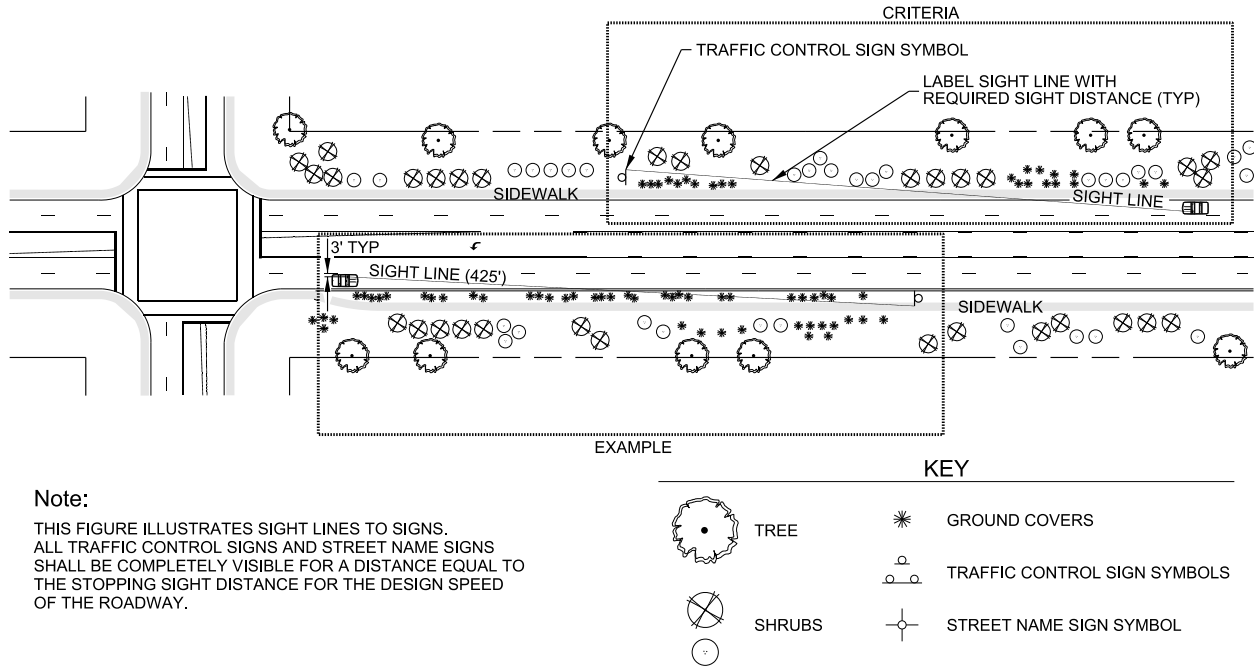 CRITERIA
TRAFFIC CONTROL SIGN SYMBOL
LABEL SIGHT LINE WITH
REQUIRED SIGHT DISTANCE (TYP)
SIDEWALK
SIGHT LINE
3' TYP
SIGHT LINE (425')
SIDEWALK
EXAMPLE
Note:
THIS FIGURE ILLUSTRATES SIGHT LINES TO SIGNS.
ALL TRAFFIC CONTROL SIGNS AND STREET NAME SIGNS
SHALL BE COMPLETELY VISIBLE FOR A DISTANCE EQUAL TO
THE STOPPING SIGHT DISTANCE FOR THE DESIGN SPEED
OF THE ROADWAY.
KEY
TREE
GROUND COVERS
TRAFFIC CONTROL SIGN SYMBOLS
SHRUBS
STREET NAME SIGN SYMBOL